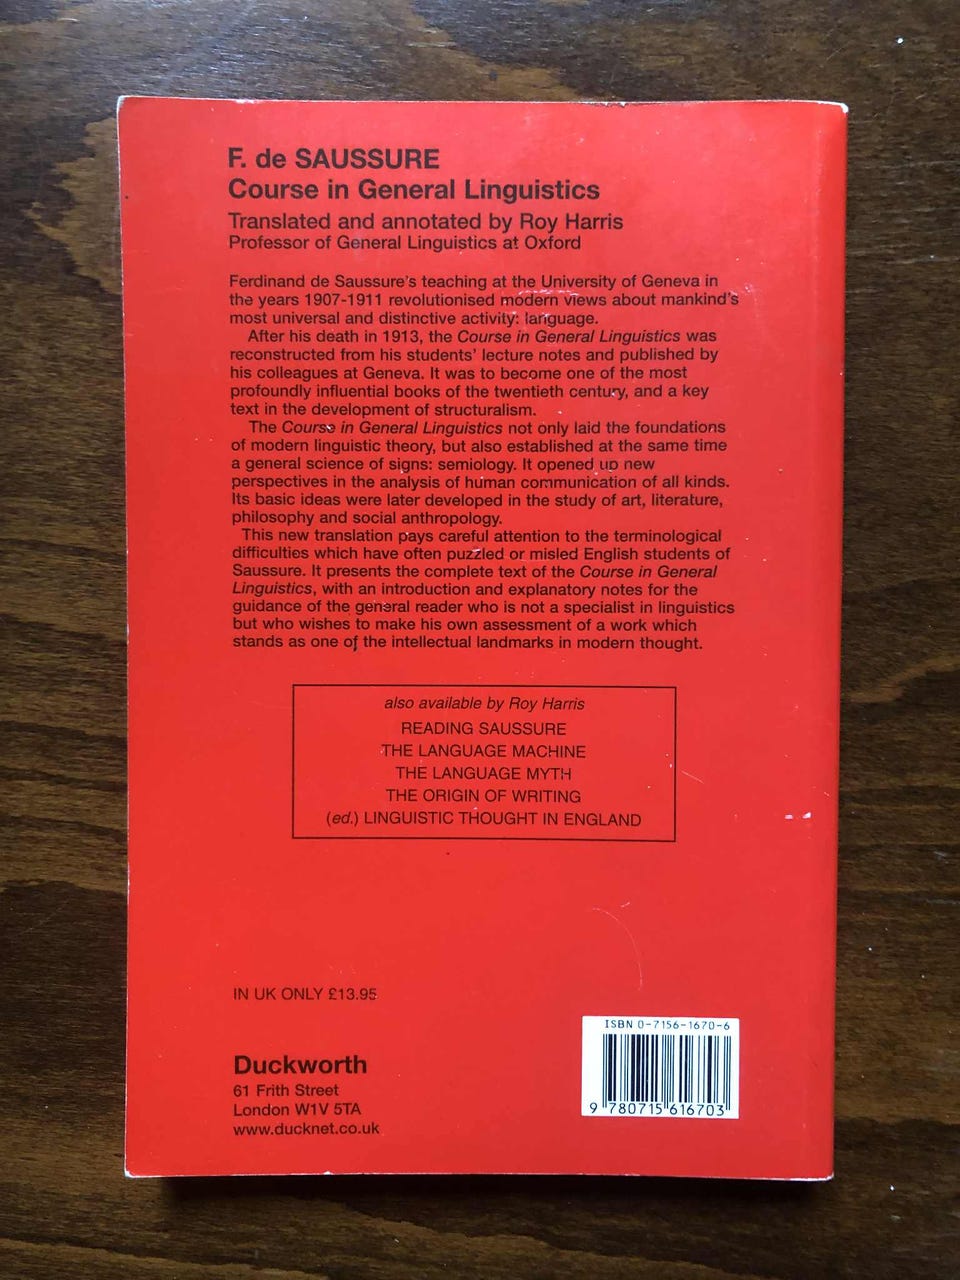 F. de SAUSSURE
Course in General Linguistics
Translated and annotated by Roy Harris
Professor of General Linguistics at Oxford
Ferdinand de Saussure's teaching at the University of Geneva in
the years 1907-1911 revolutionised modern views about mankind's
most universal and distinctive activity: language.
After his death in 1913, the Course in General Linguistics was
reconstructed from his students' lecture notes and published by
his colleagues at Geneva. It was to become one of the most
profoundly influential books of the twentieth century, and a key
text in the development of structuralism.
The Course in General Linguistics not only laid the foundations
of modern linguistic theory, but also established at the same time
a general science of signs: semiology. It opened up new
perspectives in the analysis of human communication of all kinds.
Its basic ideas were later developed in the study of art, literature,
philosophy and social anthropology.
This new translation pays careful attention to the terminological
difficulties which have often puzzled or misled English students of
Saussure. It presents the complete text of the Course in General
Linguistics, with an introduction and explanatory notes for the
guidance of the general reader who is not a specialist in linguistics
but who wishes to make his own assessment of a work which
stands as one of the intellectual landmarks in modern thought.
also available by Roy Harris
READING SAUSSURE
THE LANGUAGE MACHINE
THE LANGUAGE MYTH
THE ORIGIN OF WRITING
(ed.) LINGUISTIC THOUGHT IN ENGLAND
IN UK ONLY £13.95
Duckworth
61 Frith Street
London W1V 5TA
www.ducknet.co.uk
ISBN 0-7156-1670-6
9 780715 616703